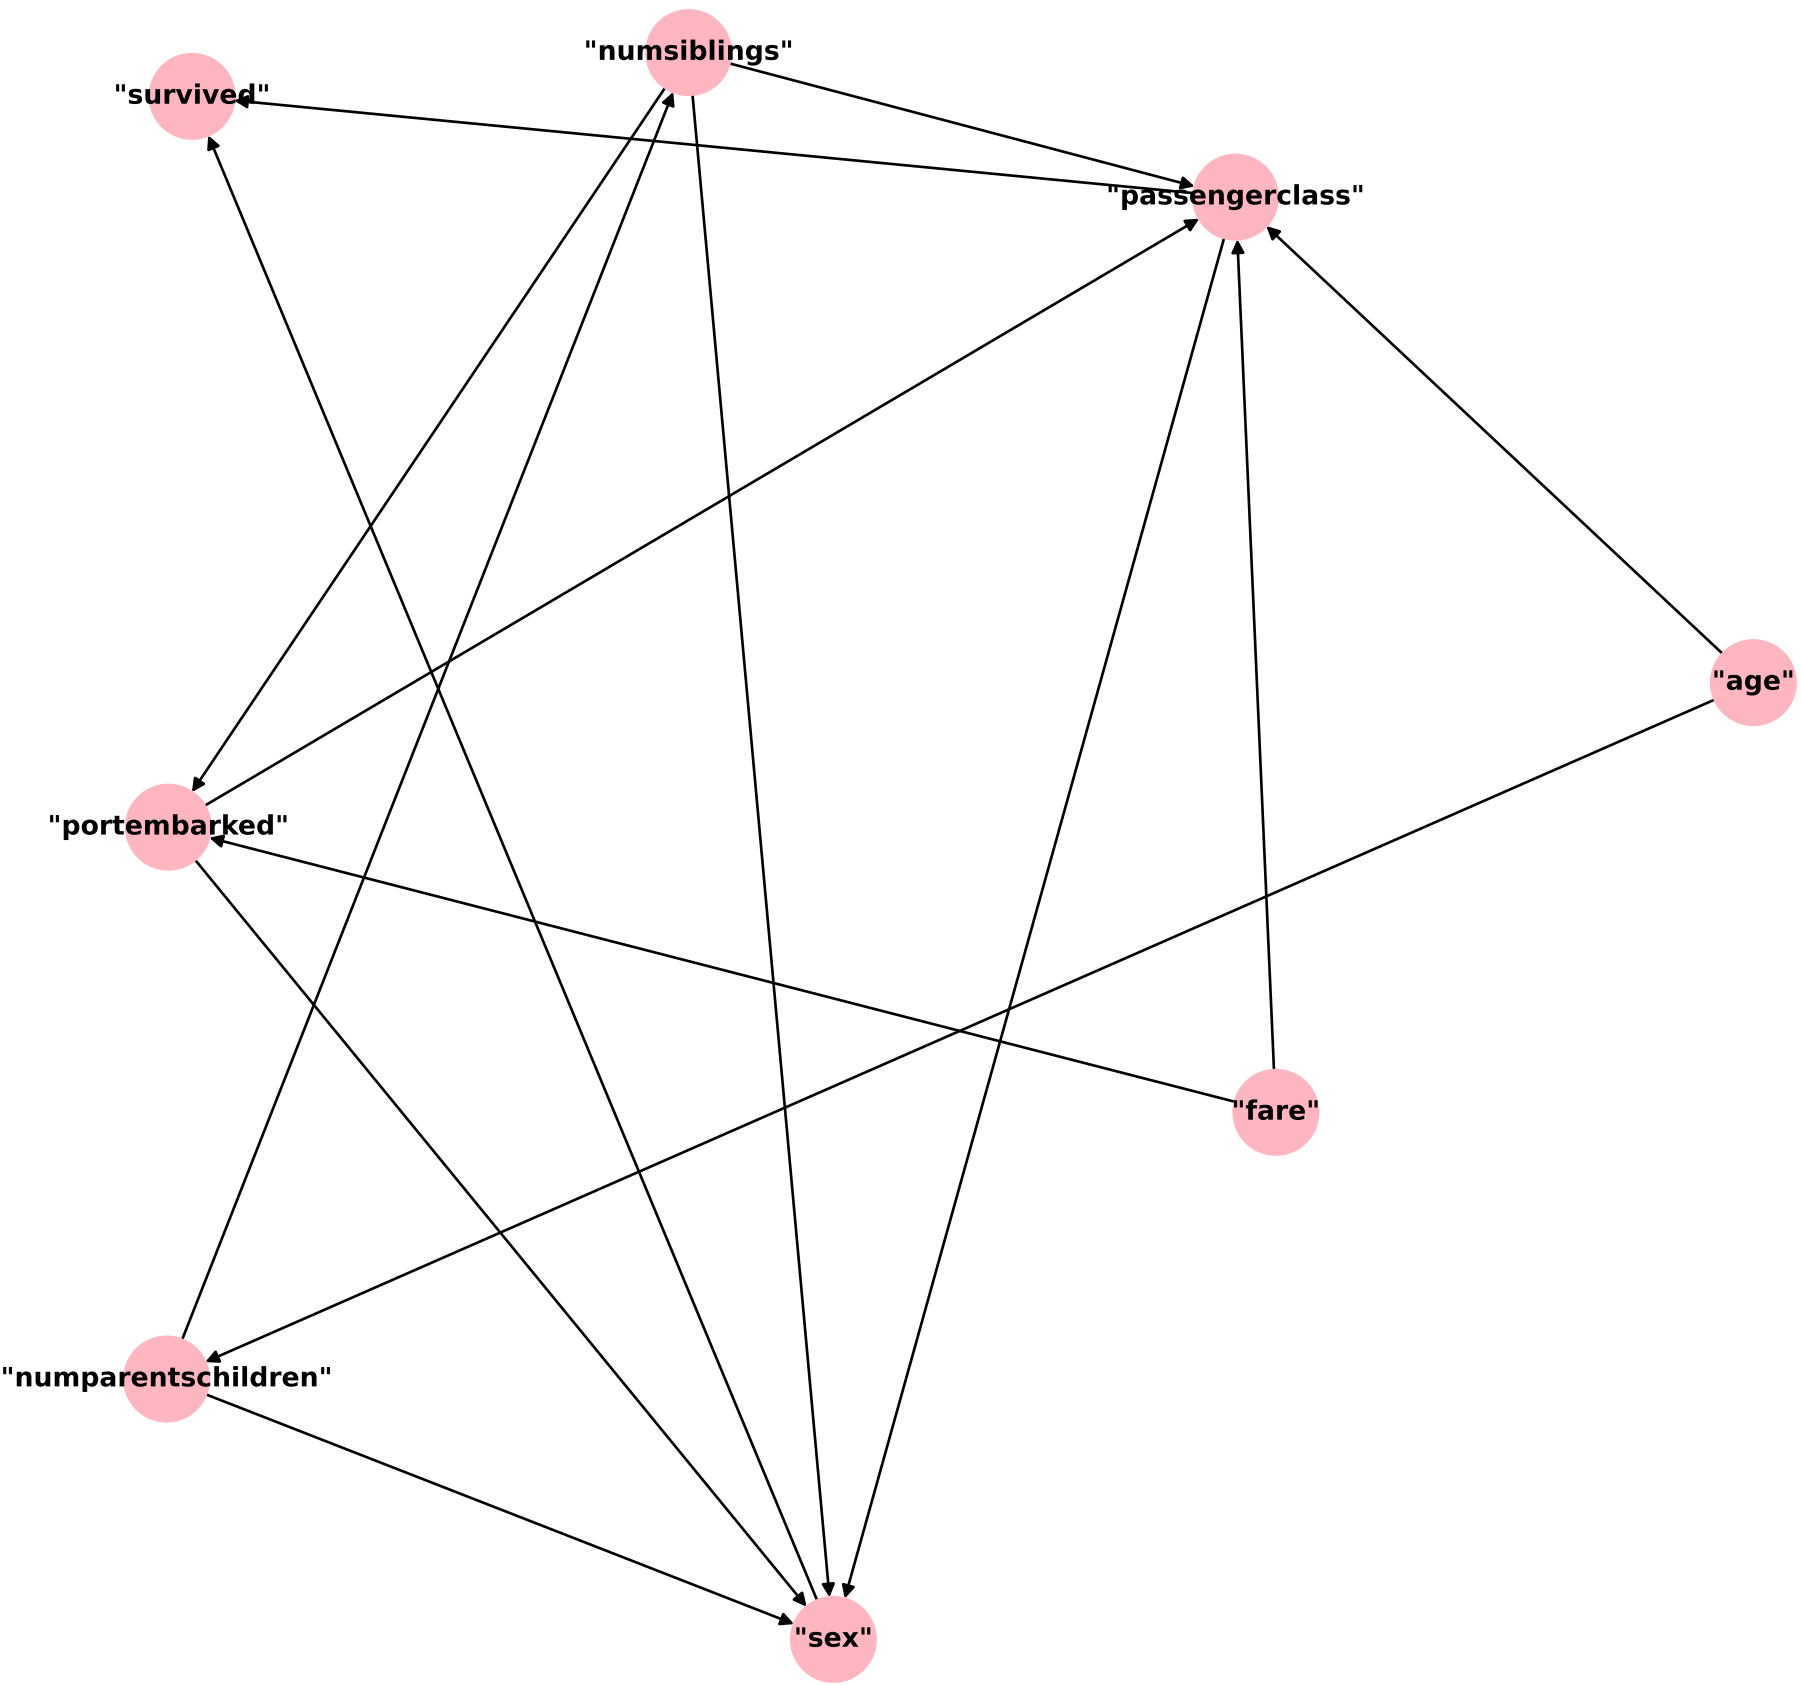 "numsiblings"
"survived"
"passengerclass"
"age"
"portembarked"
"fare"
"numparentschildren"
"sex"